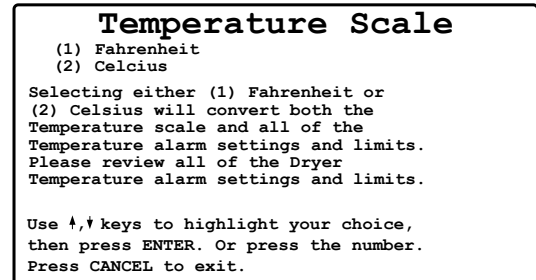 Temperature Scale
(1) Fahrenheit
(2) Celcius
Selecting either (1) Fahrenheit or
(2) Celsius will convert both the
Temperature scale and all of the
Temperature alarm settings and limits.
Please review all of the Dryer
Temperature alarm settings and limits.
Use ↑,↓ keys to highlight your choice,
then press ENTER. Or press the number.
Press CANCEL to exit.